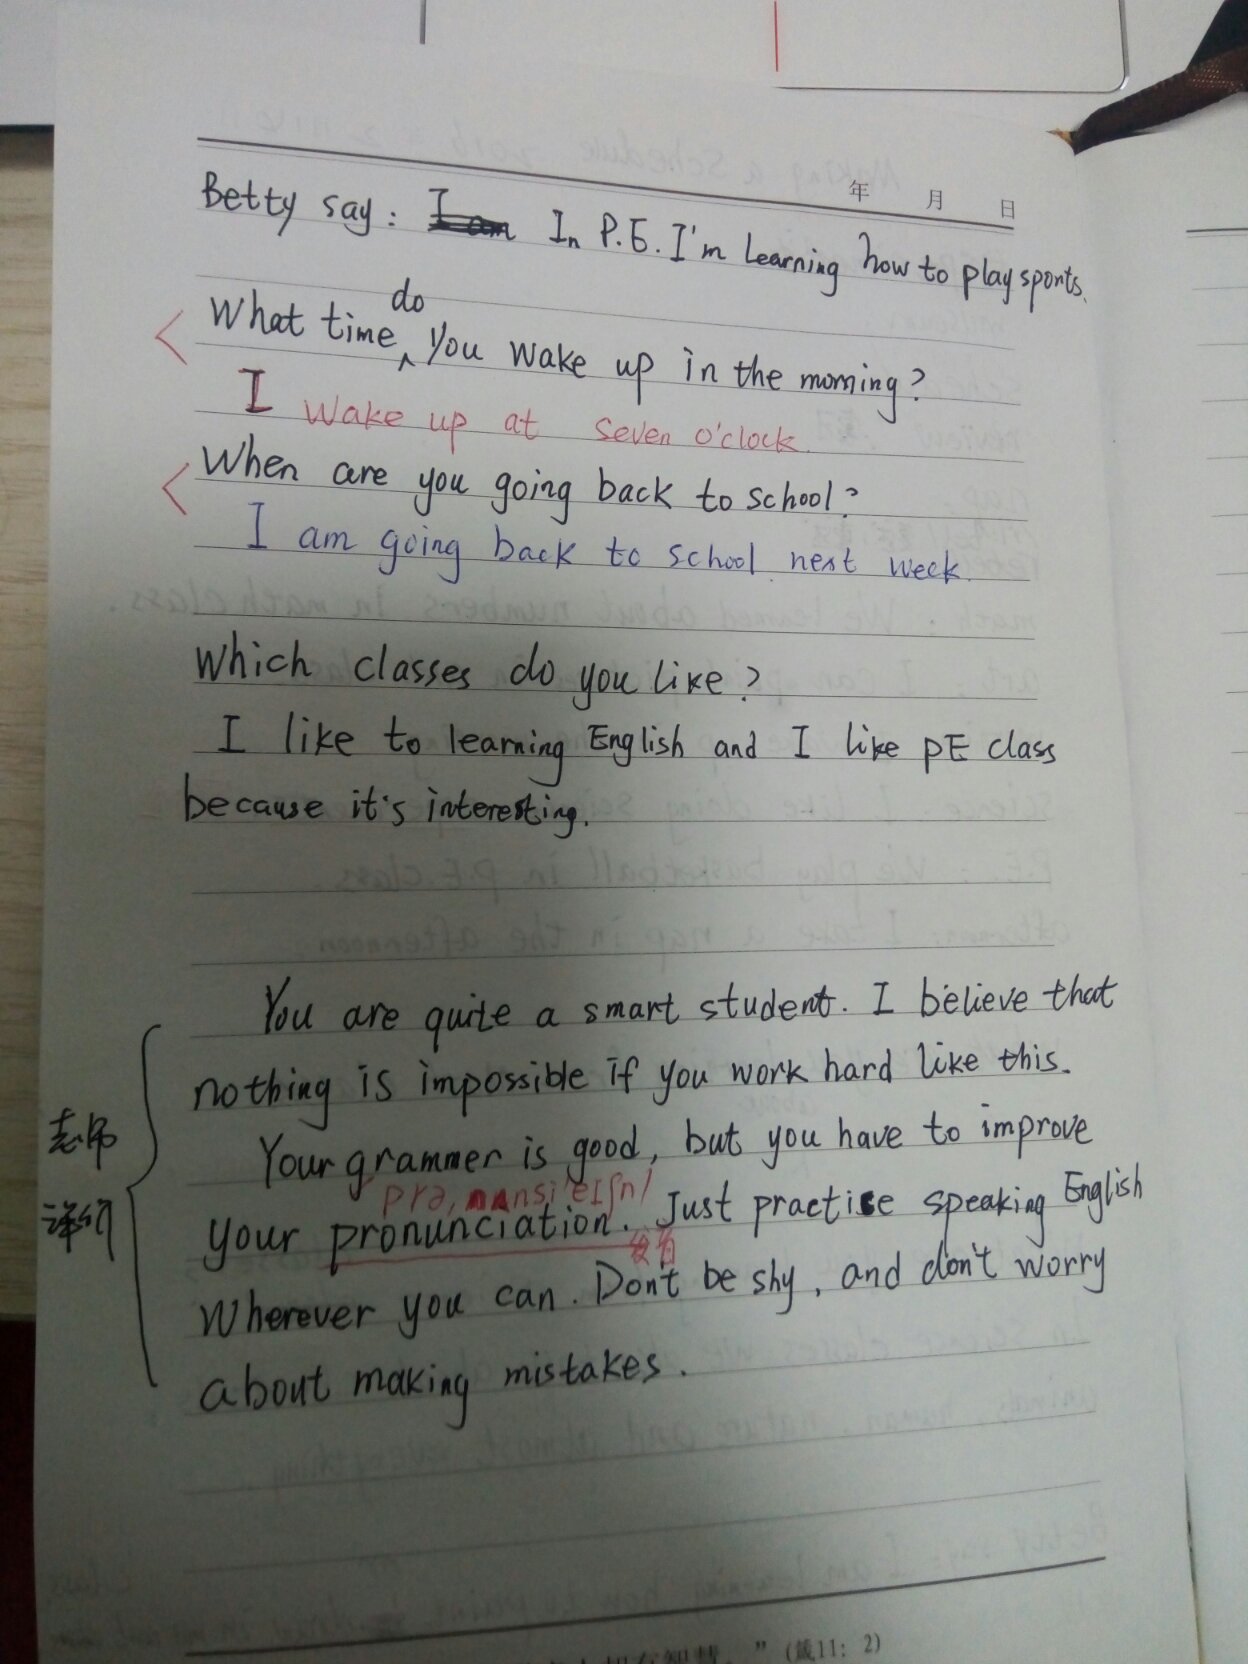 年 月 日
Betty say: I am In P.E. I'm learning how to play sports.
do
What time you wake up in the morning?
I wake up at seven o'clock.
When are you going back to school?
I am going back to school next week.
Which classes do you like?
I like to learning English and I like PE class
because it's interesting.
You are quite a smart student. I believe that
nothing is impossible if you work hard like this.
老师
Your grammer is good, but you have to improve
评价
your pronunciation. Just practise speaking English
发音
Wherever you can. Don't be shy, and don't worry
about making mistakes.
”（箴11：2）